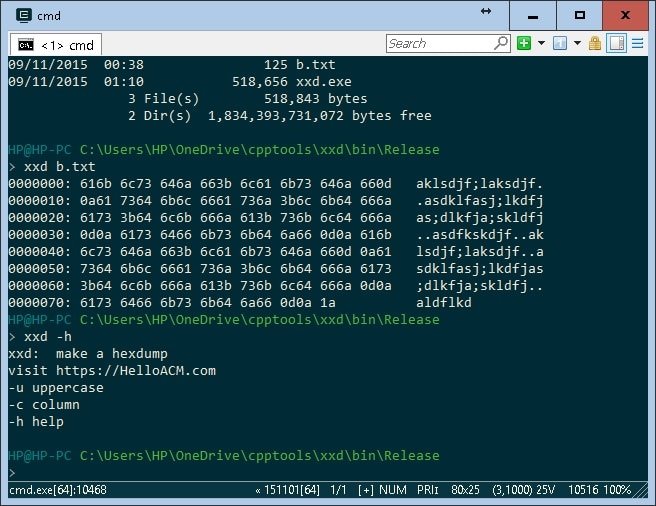 cmd
<1> cmd
Search
09/11/2015  00:38               125 b.txt
09/11/2015  01:10           518,656 xxd.exe
               3 File(s)        518,843 bytes
               2 Dir(s)  1,834,393,731,072 bytes free
HP@HP-PC C:\Users\HP\OneDrive\cpptools\xxd\bin\Release
> xxd b.txt
0000000: 616b 6c73 646a 663b 6c61 6b73 646a 660d   aklsdjf;laksdjf.
0000010: 0a61 7364 6b6c 6661 736a 3b6c 6b64 666a   .asdklfasj;lkdfj
0000020: 6173 3b64 6c6b 666a 613b 736b 6c64 666a   as;dlkfja;skldfj
0000030: 0d0a 6173 6466 6b73 6b64 6a66 0d0a 616b   ..asdfkskdjf..ak
0000040: 6c73 646a 663b 6c61 6b73 646a 660d 0a61   lsdjf;laksdjf..a
0000050: 7364 6b6c 6661 736a 3b6c 6b64 666a 6173   sdklfasj;lkdfjas
0000060: 3b64 6c6b 666a 613b 736b 6c64 666a 0d0a   ;dlkfja;skldfj..
0000070: 6173 6466 6b73 6b64 6a66 0d0a 1a          aldflkd
HP@HP-PC C:\Users\HP\OneDrive\cpptools\xxd\bin\Release
> xxd -h
xxd:  make a hexdump
visit https://HelloACM.com
-u uppercase
-c column
-h help
HP@HP-PC C:\Users\HP\OneDrive\cpptools\xxd\bin\Release
>
cmd.exe[64]:10468 « 151101[64] 1/1 [+] NUM PRI↕ 80x25 (3,1000) 25V 10516 100%